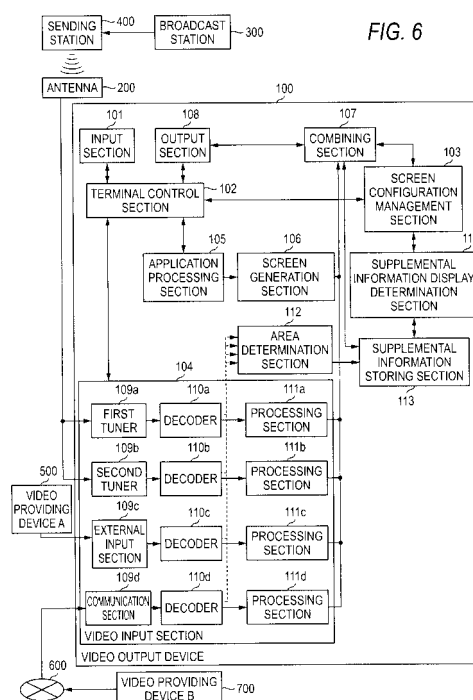 FIG. 6
400
SENDING
STATION
BROADCAST
STATION
300
ANTENNA
200
100
101
INPUT
SECTION
108
OUTPUT
SECTION
107
COMBINING
SECTION
103
SCREEN
CONFIGURATION
MANAGEMENT
SECTION
102
TERMINAL CONTROL
SECTION
105
APPLICATION
PROCESSING
SECTION
106
SCREEN
GENERATION
SECTION
11
SUPPLEMENTAL
INFORMATION DISPLAY
DETERMINATION
SECTION
112
AREA
DETERMINATION
SECTION
SUPPLEMENTAL
INFORMATION
STORING SECTION
113
104
109a
FIRST
TUNER
110a
DECODER
111a
PROCESSING
SECTION
109b
SECOND
TUNER
110b
DECODER
111b
PROCESSING
SECTION
500
VIDEO
PROVIDING
DEVICE A
109c
EXTERNAL
INPUT
SECTION
110c
DECODER
111c
PROCESSING
SECTION
109d
COMMUNICATION
SECTION
110d
DECODER
111d
PROCESSING
SECTION
VIDEO INPUT SECTION
VIDEO OUTPUT DEVICE
600
VIDEO PROVIDING
DEVICE B
700